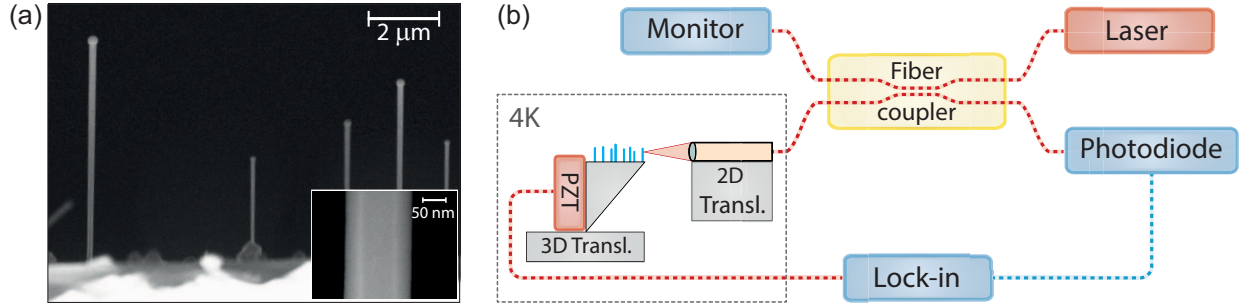 (a)
2 µm
50 nm
(b)
Monitor
Laser
Fiber
coupler
4K
PZT
2D
Transl.
Photodiode
3D Transl.
Lock-in